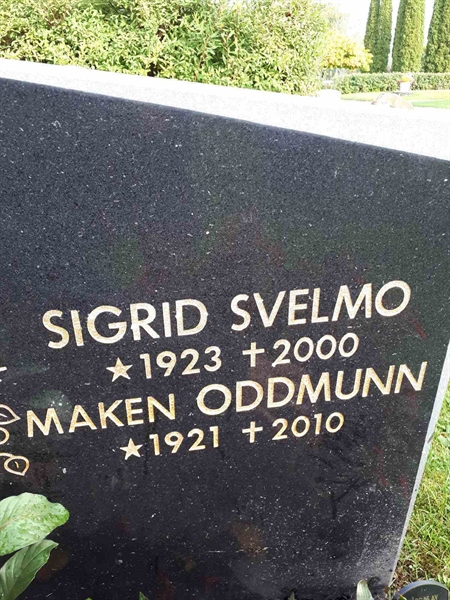 SIGRID SVELMO
★1923 ✝2000
MAKEN ODDMUNN
★1921 ✝2010